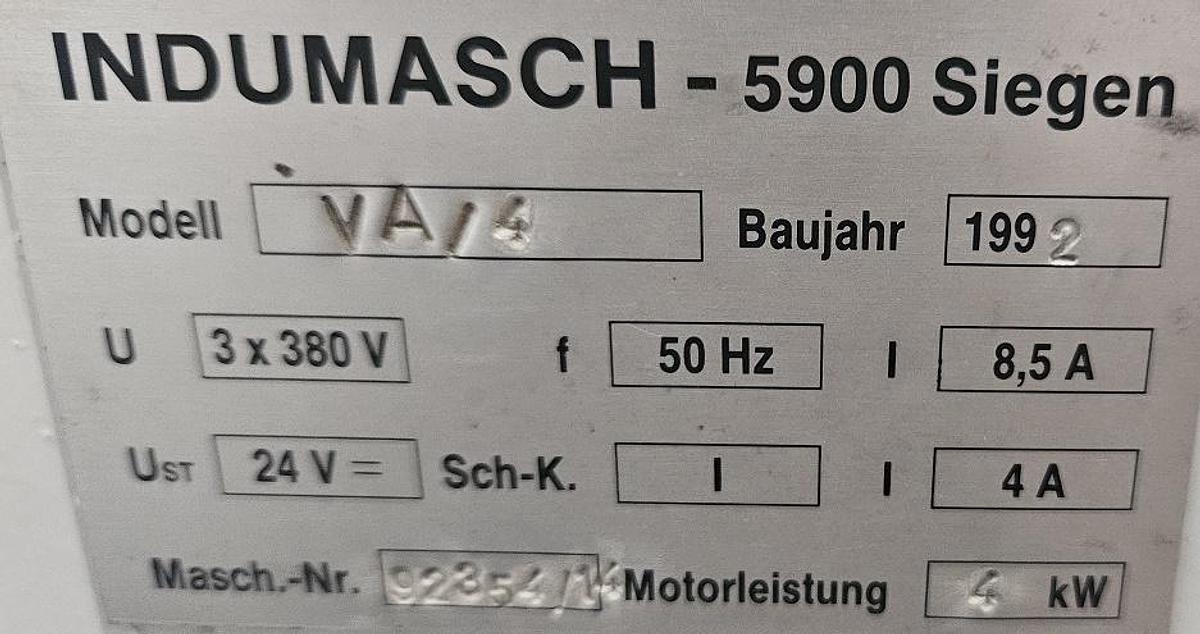 INDUMASCH - 5900 Siegen
Modell VA/4 Baujahr 1992
U 3 x 380 V f 50 Hz I 8,5 A
UST 24 V = Sch-K. I I 4 A
Masch.-Nr. Motorleistung 4 kW